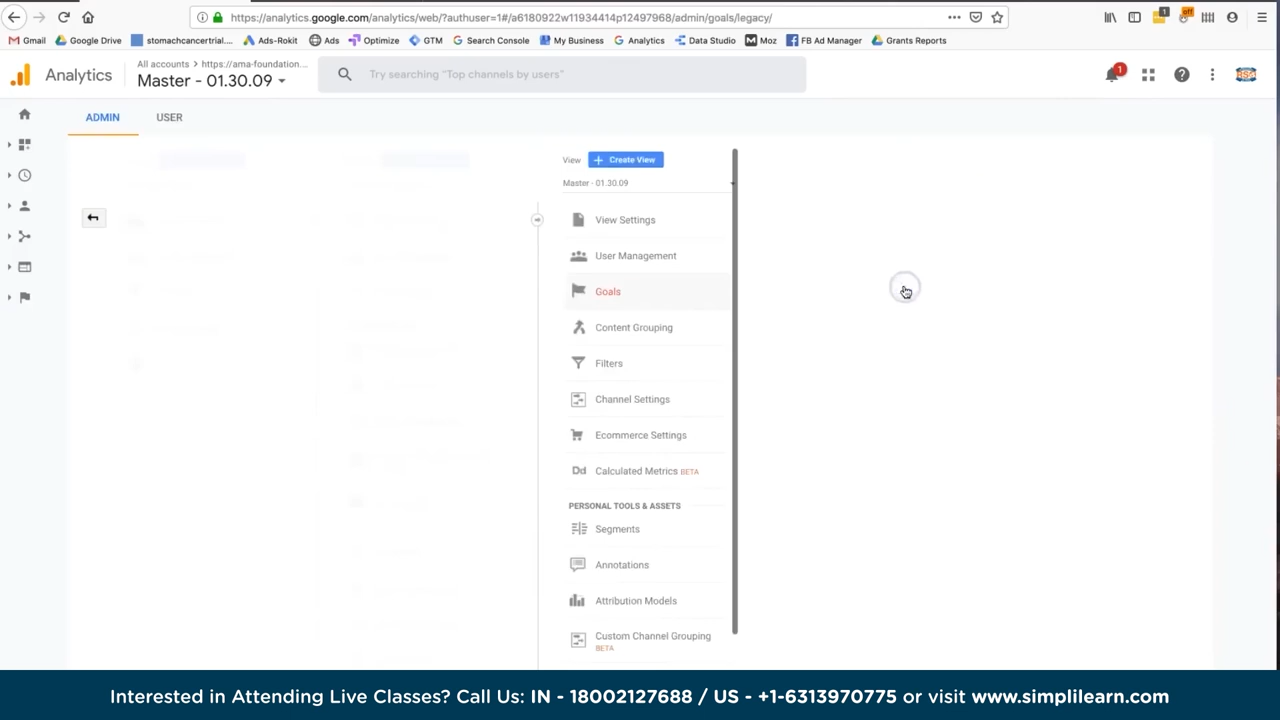 https://analytics.google.com/analytics/web/?authuser=1#/a6180922w11934414p12497968/admin/goals/legacy/
1
off
Gmail
Google Drive
stomachcancertrial....
Ads-Rokit
Ads
Optimize
GTM
Search Console
My Business
Analytics
Data Studio
Moz
FB Ad Manager
Grants Reports
Analytics
All accounts > https://ama-foundation...
Master - 01.30.09
Try searching "Top channels by users"
1
ADMIN
USER
View
+ Create View
Master - 01.30.09
View Settings
User Management
Goals
Content Grouping
Filters
Channel Settings
Ecommerce Settings
Dd Calculated Metrics BETA
PERSONAL TOOLS & ASSETS
Segments
Annotations
Attribution Models
Custom Channel Grouping
BETA
Interested in Attending Live Classes? Call Us: IN - 18002127688 / US - +1-6313970775 or visit www.simplilearn.com